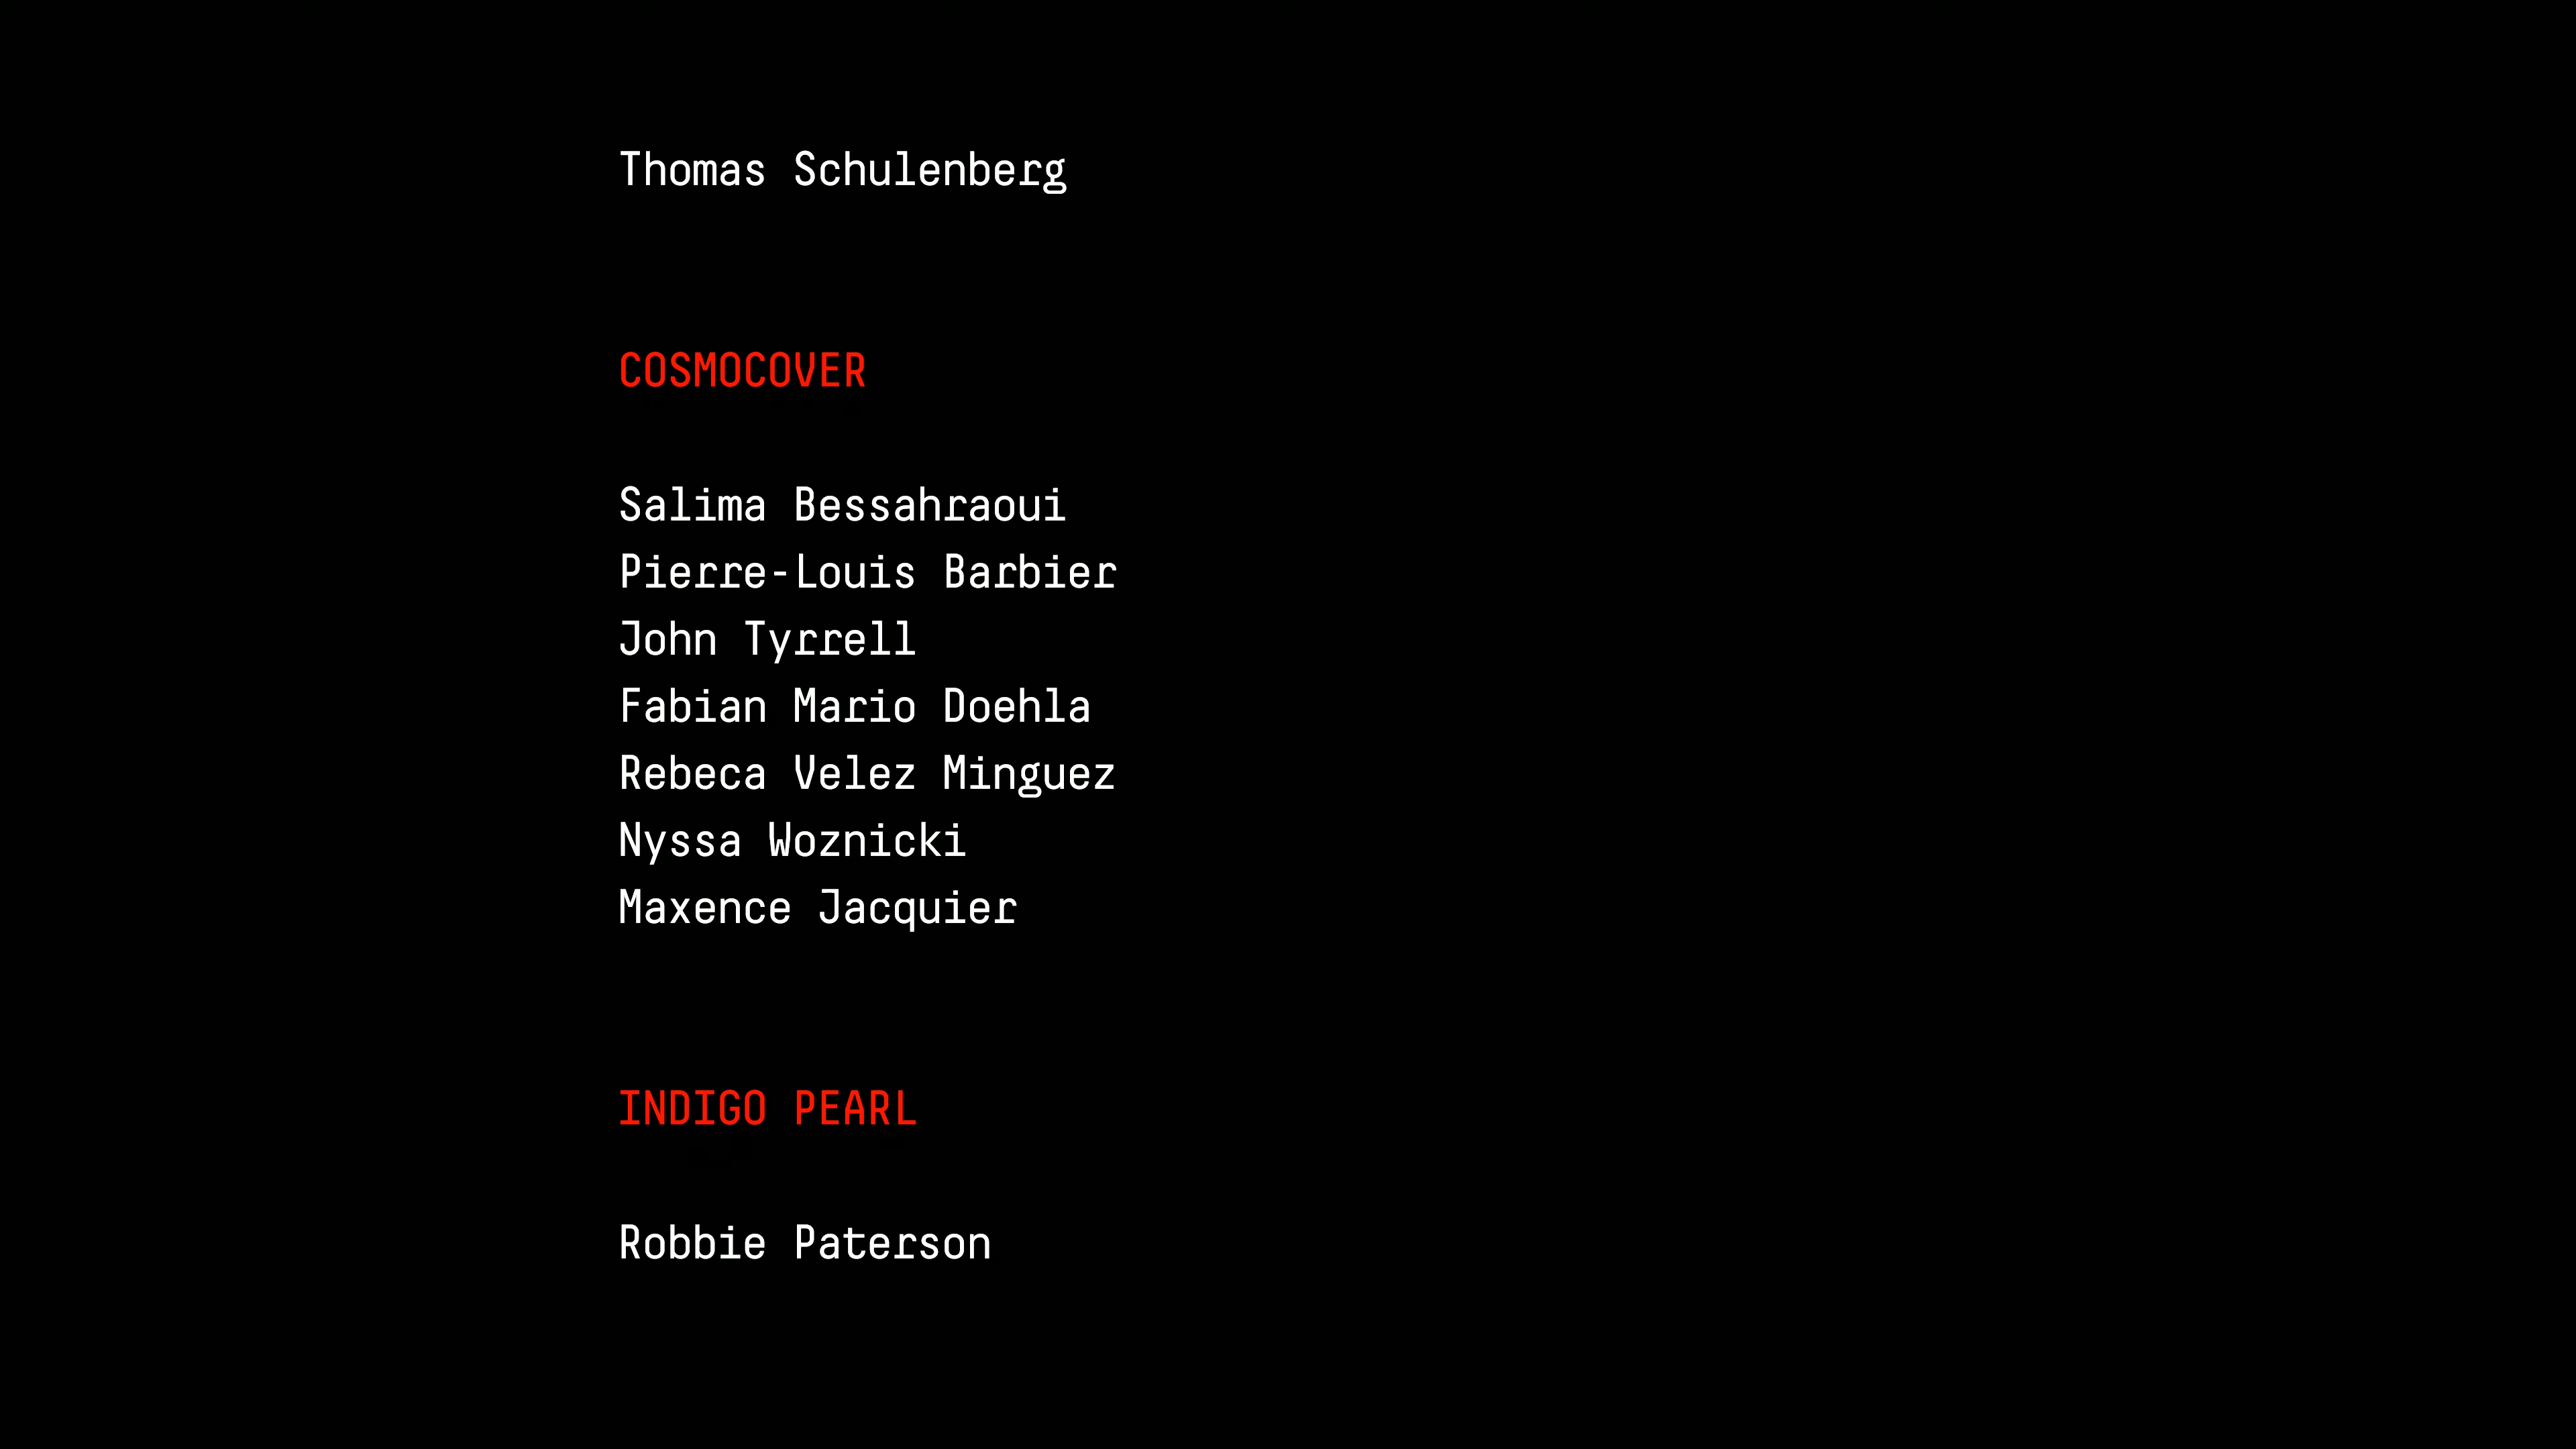 Thomas Schulenberg
COSMOCOVER
Salima Bessahraoui
Pierre-Louis Barbier
John Tyrrell
Fabian Mario Doehla
Rebeca Velez Minguez
Nyssa Woznicki
Maxence Jacquier
INDIGO PEARL
Robbie Paterson